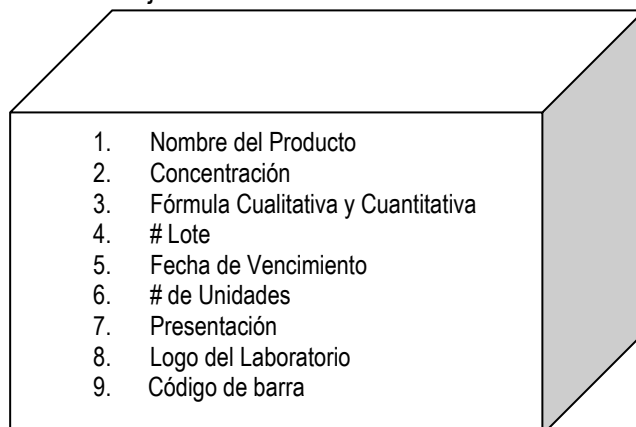 1. Nombre del Producto
2. Concentración
3. Fórmula Cualitativa y Cuantitativa
4. # Lote
5. Fecha de Vencimiento
6. # de Unidades
7. Presentación
8. Logo del Laboratorio
9. Código de barra